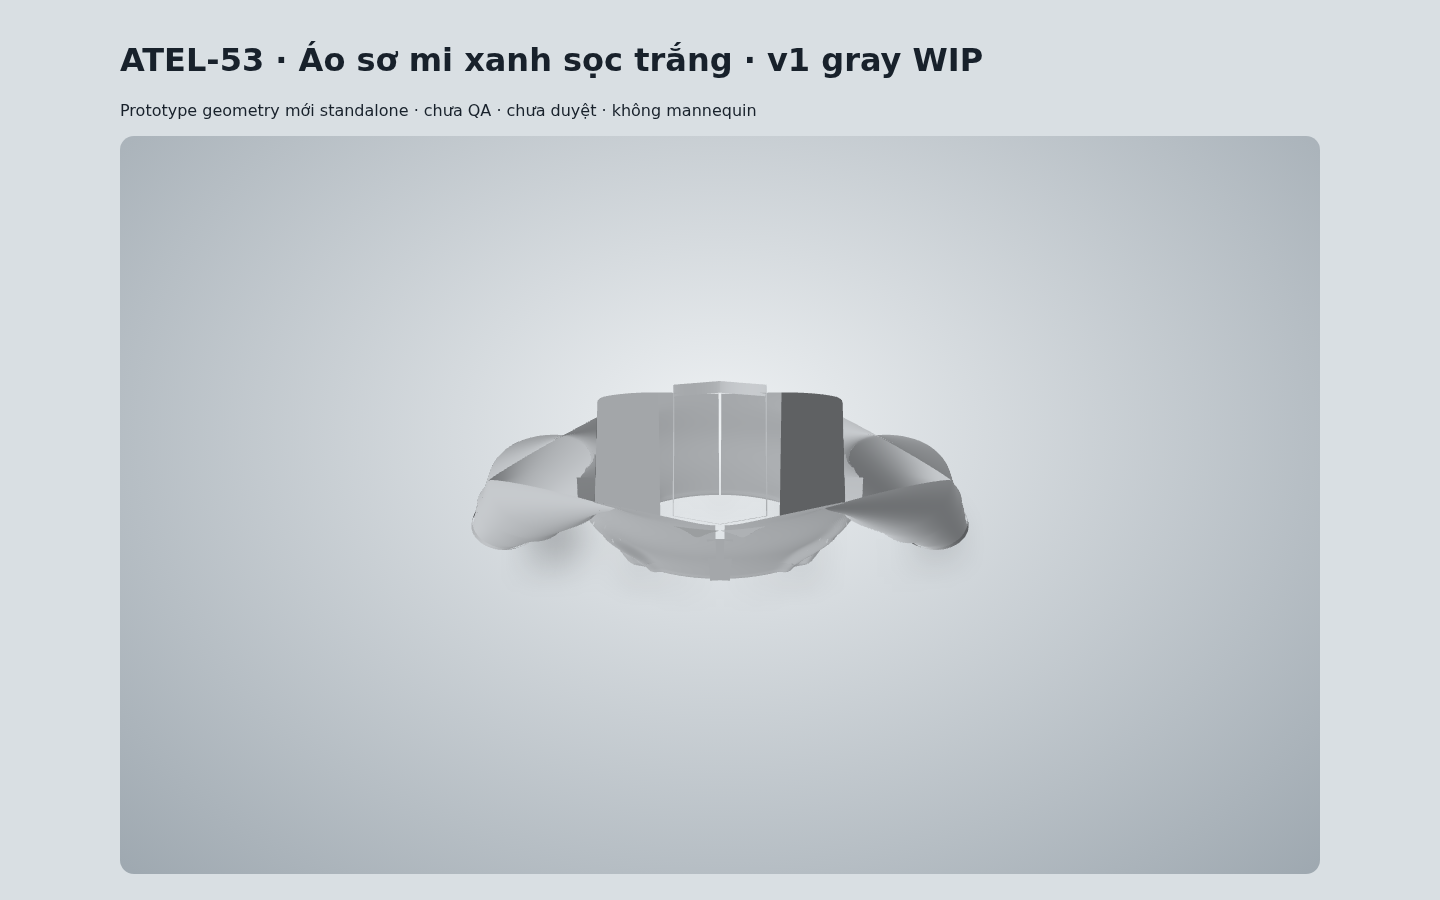 ATEL-53 · Áo sơ mi xanh sọc trắng · v1 gray WIP
Prototype geometry mới standalone · chưa QA · chưa duyệt · không mannequin